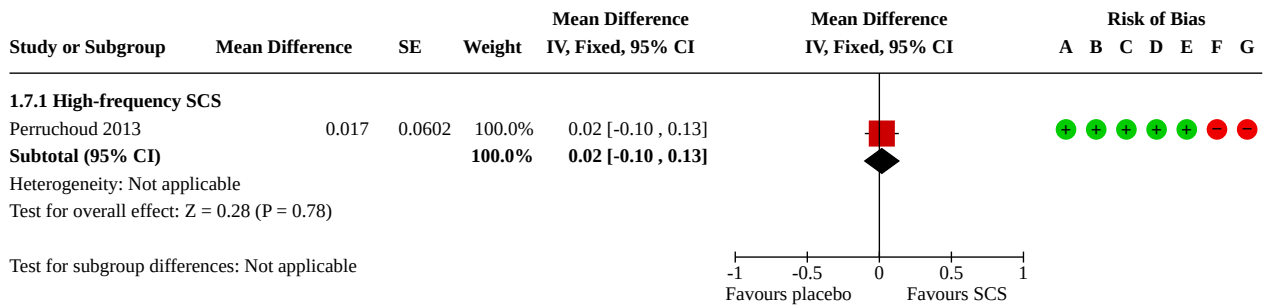 Mean Difference Mean Difference Risk of Bias
Study or Subgroup Mean Difference SE Weight IV, Fixed, 95% CI IV, Fixed, 95% CI A B C D E F G
1.7.1 High-frequency SCS
Perruchoud 2013 0.017 0.0602 100.0% 0.02 [-0.10 , 0.13] + + + + + − −
Subtotal (95% CI) 100.0% 0.02 [-0.10 , 0.13]
Heterogeneity: Not applicable
Test for overall effect: Z = 0.28 (P = 0.78)
Test for subgroup differences: Not applicable
-1 -0.5 0 0.5 1
Favours placebo Favours SCS